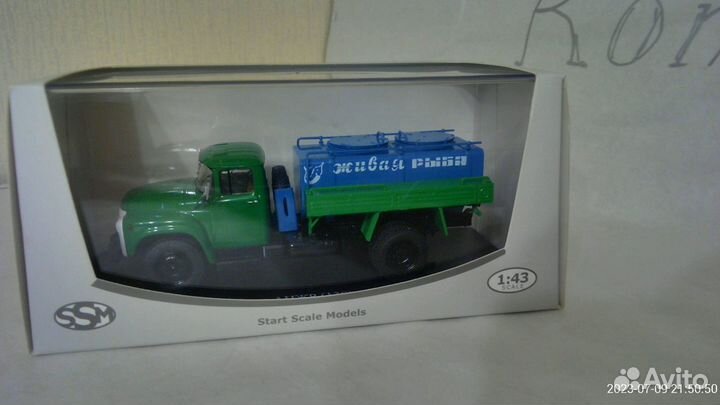 живая РЫБА
1:43
SCALE
SSM
Start Scale Models
Avito
2023-07-09 21:50:50